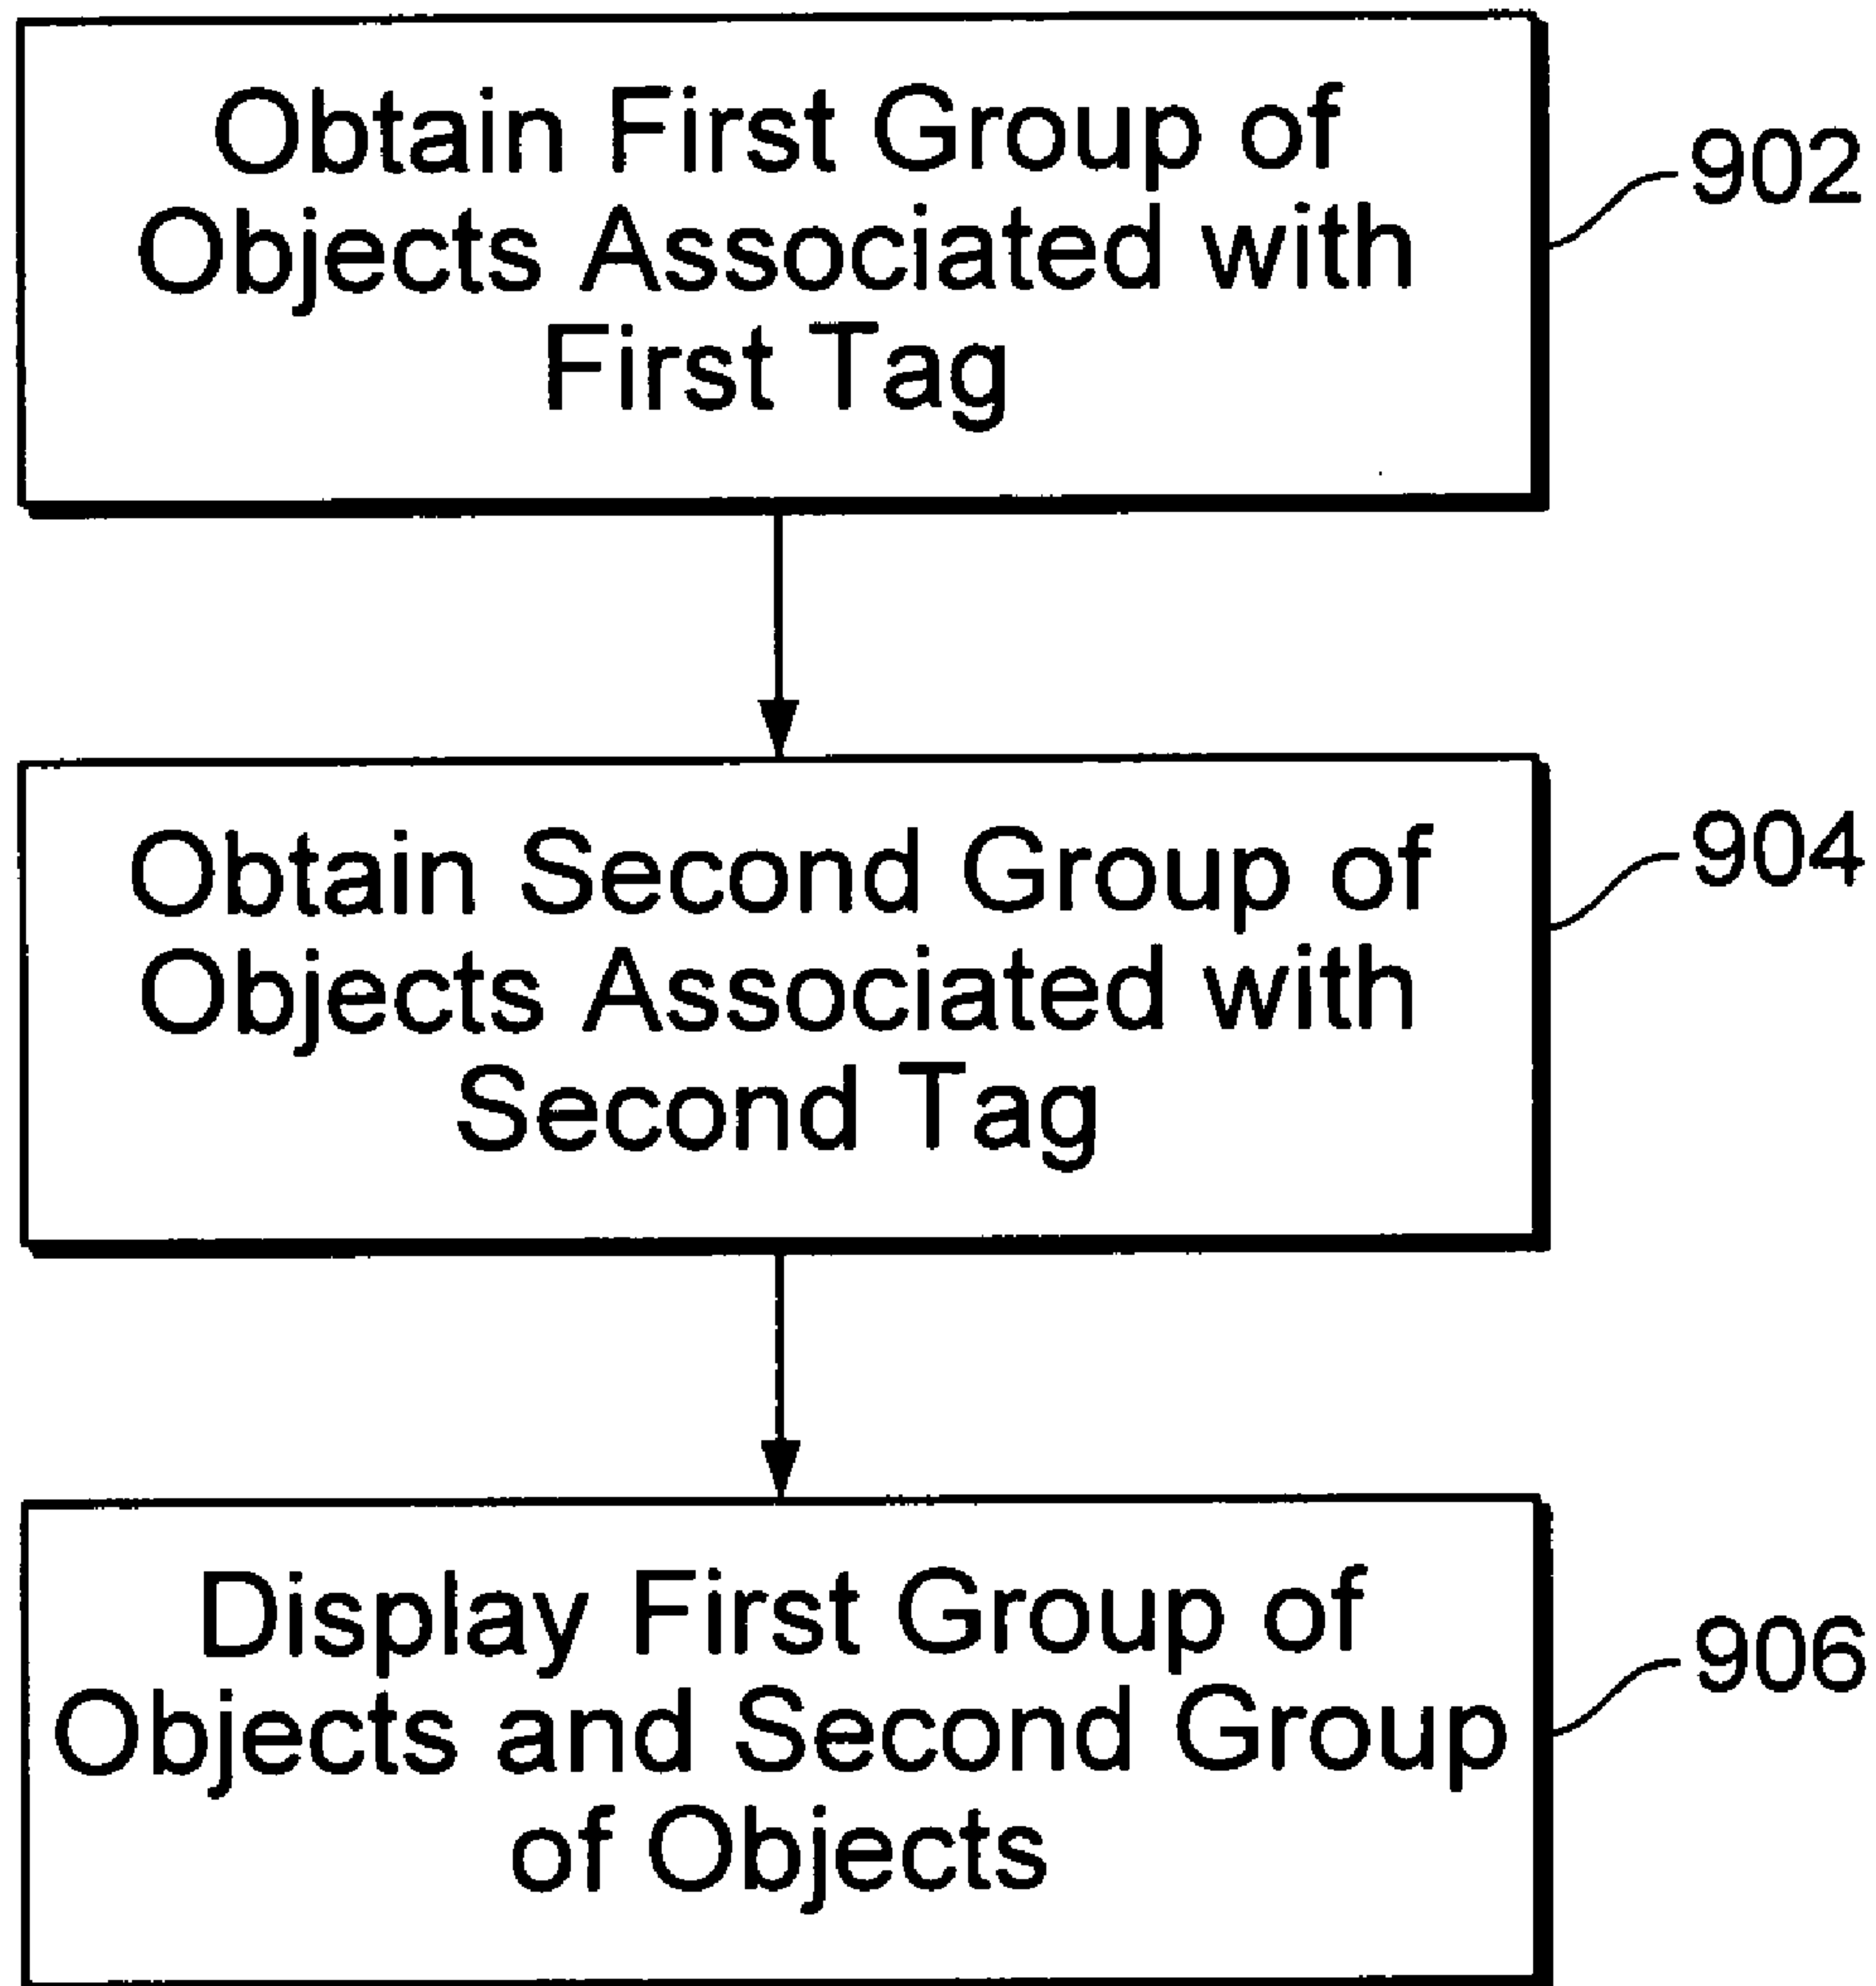 Obtain First Group of
Objects Associated with
First Tag
902
Obtain Second Group of
Objects Associated with
Second Tag
904
Display First Group of
Objects and Second Group
of Objects
906